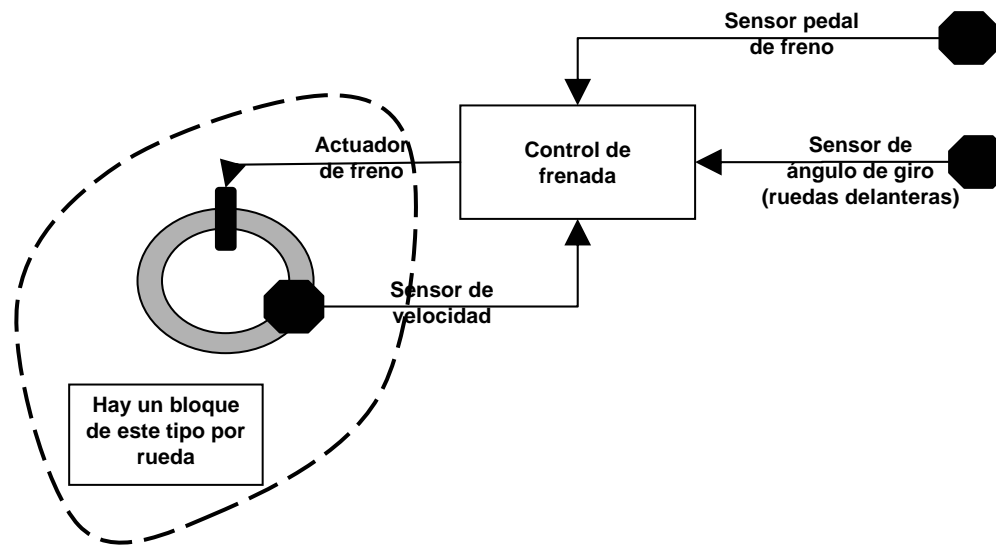 Sensor pedal
de freno
Actuador
de freno
Control de
frenada
Sensor de
ángulo de giro
(ruedas delanteras)
Sensor de
velocidad
Hay un bloque
de este tipo por
rueda